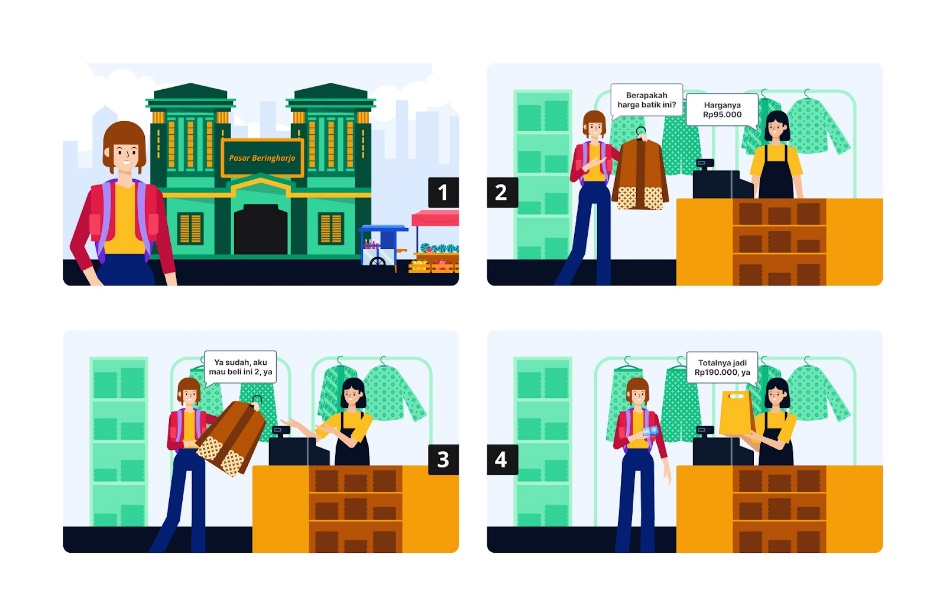 Pasar Beringharjo
1
2
Berapakah
harga batik ini?
Harganya
Rp95.000
Ya sudah, aku
mau beli ini 2, ya
3
4
Totalnya jadi
Rp190.000, ya